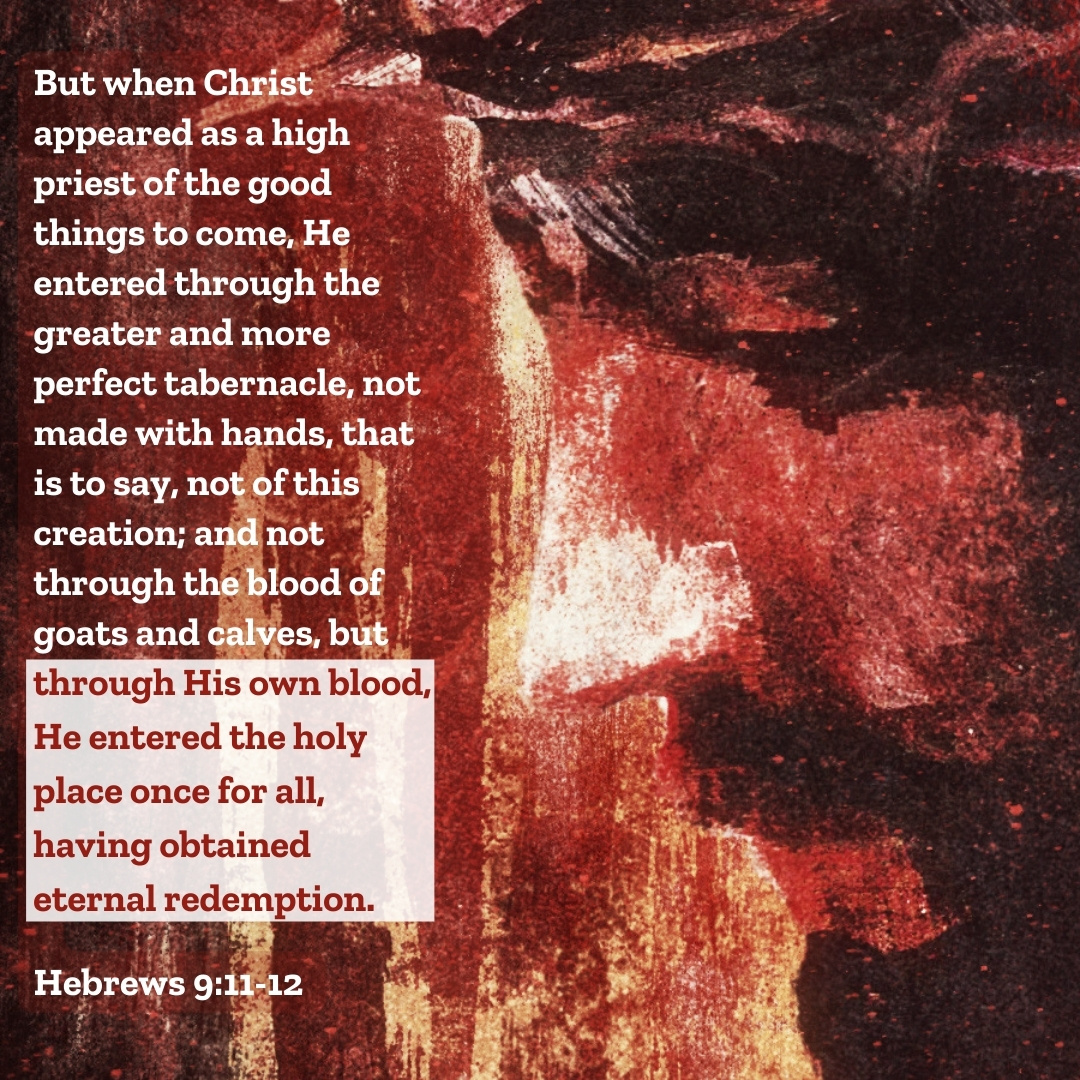 But when Christ
appeared as a high
priest of the good
things to come, He
entered through the
greater and more
perfect tabernacle, not
made with hands, that
is to say, not of this
creation; and not
through the blood of
goats and calves, but
through His own blood,
He entered the holy
place once for all,
having obtained
eternal redemption.
Hebrews 9:11-12